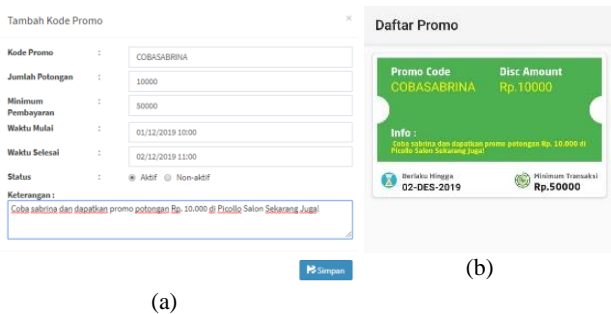 Tambah Kode Promo ×
Kode Promo : COBASABRINA
Jumlah Potongan : 10000
Minimum : 50000
Pembayaran
Waktu Mulai : 01/12/2019 10:00
Waktu Selesai : 02/12/2019 11:00
Status : Aktif Non-aktif
Keterangan :
Coba sabrina dan dapatkan promo potongan Rp. 10.000 di Picollo Salon Sekarang Juga!
Simpan
(a)
Daftar Promo
Promo Code Disc Amount
COBASABRINA Rp.10000
Info :
Coba sabrina dan dapatkan promo potongan Rp. 10.000 di
Picollo Salon Sekarang Juga!
Berlaku Hingga Minimum Transaksi
02-DES-2019 Rp.50000
(b)